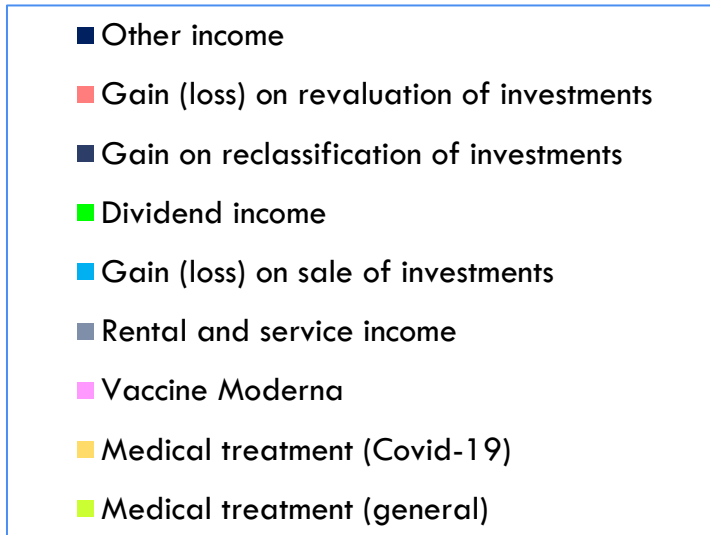 Other income
Gain (loss) on revaluation of investments
Gain on reclassification of investments
Dividend income
Gain (loss) on sale of investments
Rental and service income
Vaccine Moderna
Medical treatment (Covid-19)
Medical treatment (general)